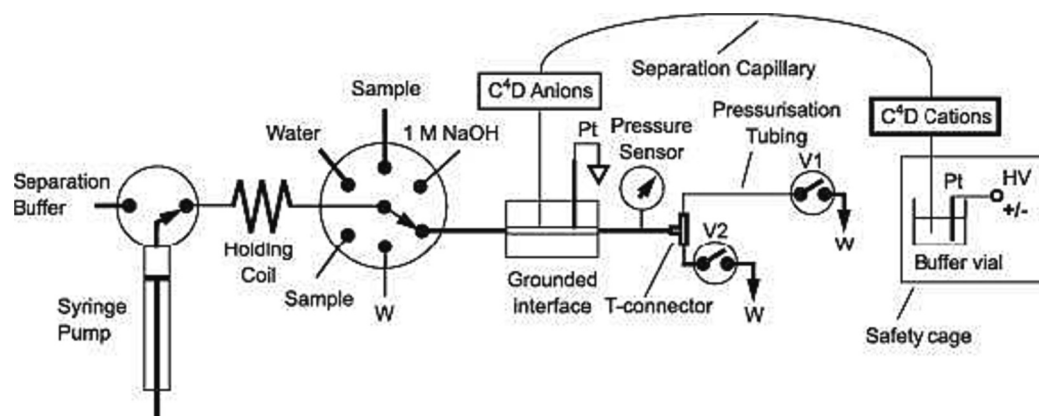 Separation Capillary
C⁴D Anions
C⁴D Cations
Sample
Water
1 M NaOH
Pt
Pressure
Sensor
Pressurisation
Tubing
V1
W
Separation
Buffer
Holding
Coil
Sample
W
Grounded
interface
T-connector
V2
W
Pt
HV
+/-
Buffer vial
Syringe
Pump
Safety cage